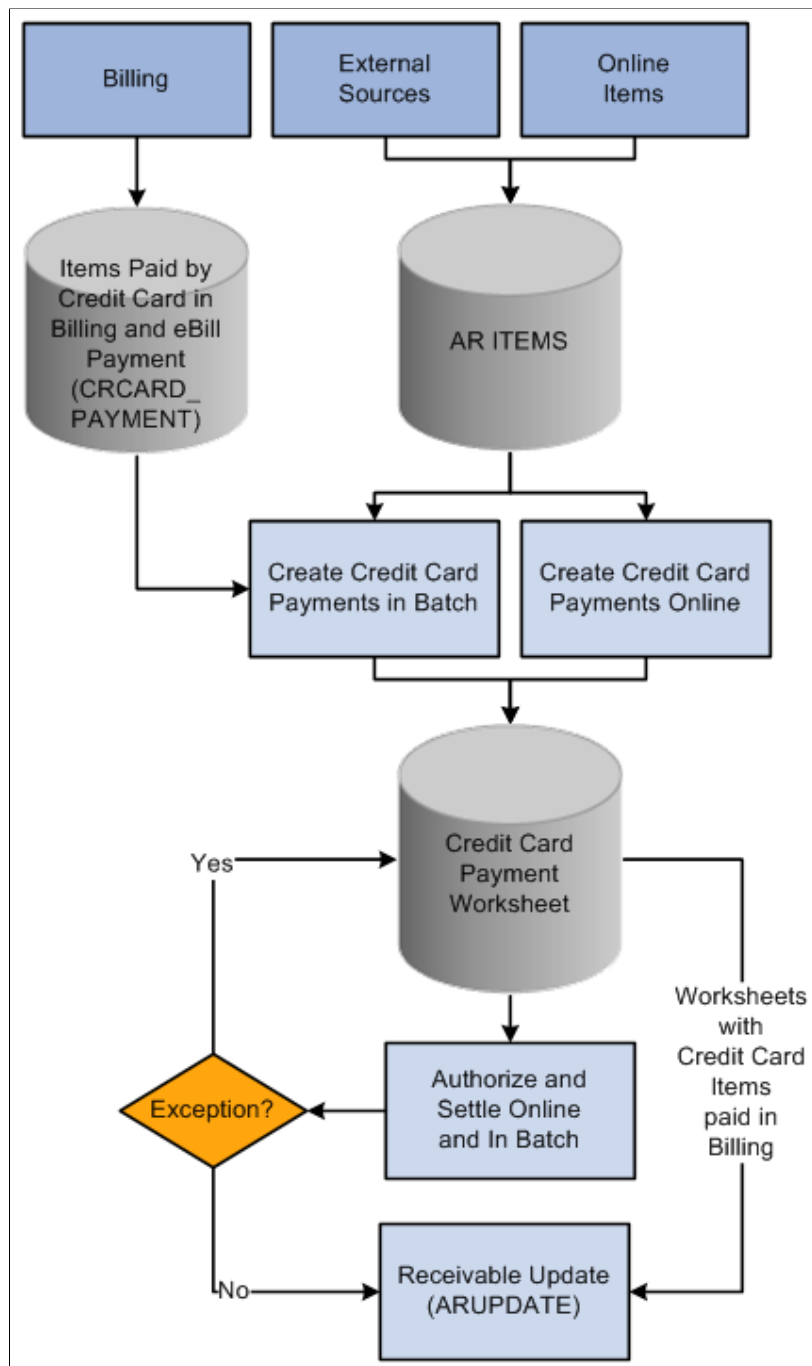 Billing
External
Sources
Online
Items
Items Paid by
Credit Card in
Billing and eBill
Payment
(CRCARD_
PAYMENT)
AR ITEMS
Create Credit Card
Payments in Batch
Create Credit Card
Payments Online
Credit Card
Payment
Worksheet
Yes
Worksheets
with
Credit Card
Items
paid in
Billing
Authorize and
Settle Online
and In Batch
Exception?
No
Receivable Update
(ARUPDATE)